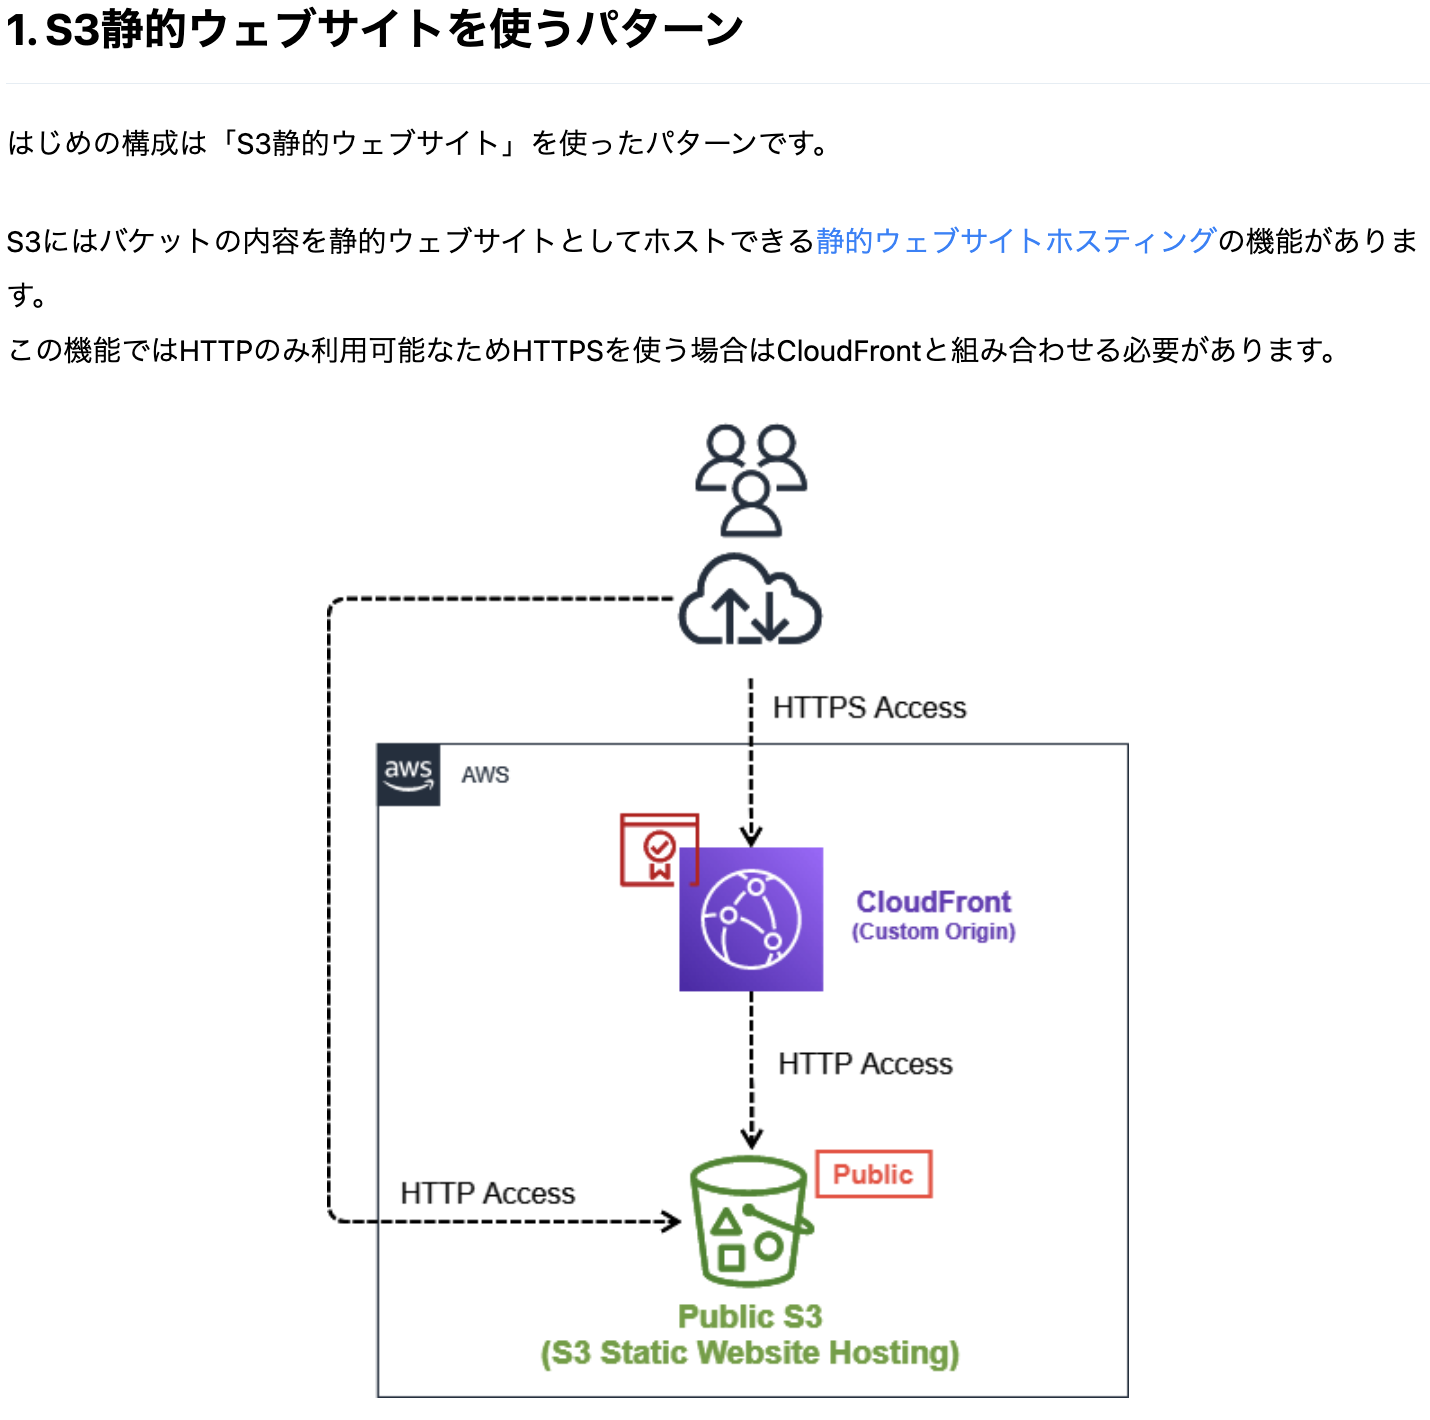 1. S3静的ウェブサイトを使うパターン
はじめの構成は「S3静的ウェブサイト」を使ったパターンです。
S3にはバケットの内容を静的ウェブサイトとしてホストできる静的ウェブサイトホスティングの機能がありま
す。
この機能ではHTTPのみ利用可能なためHTTPSを使う場合はCloudFrontと組み合わせる必要があります。
HTTPS Access
aws
AWS
CloudFront
(Custom Origin)
HTTP Access
Public
HTTP Access
Public S3
(S3 Static Website Hosting)